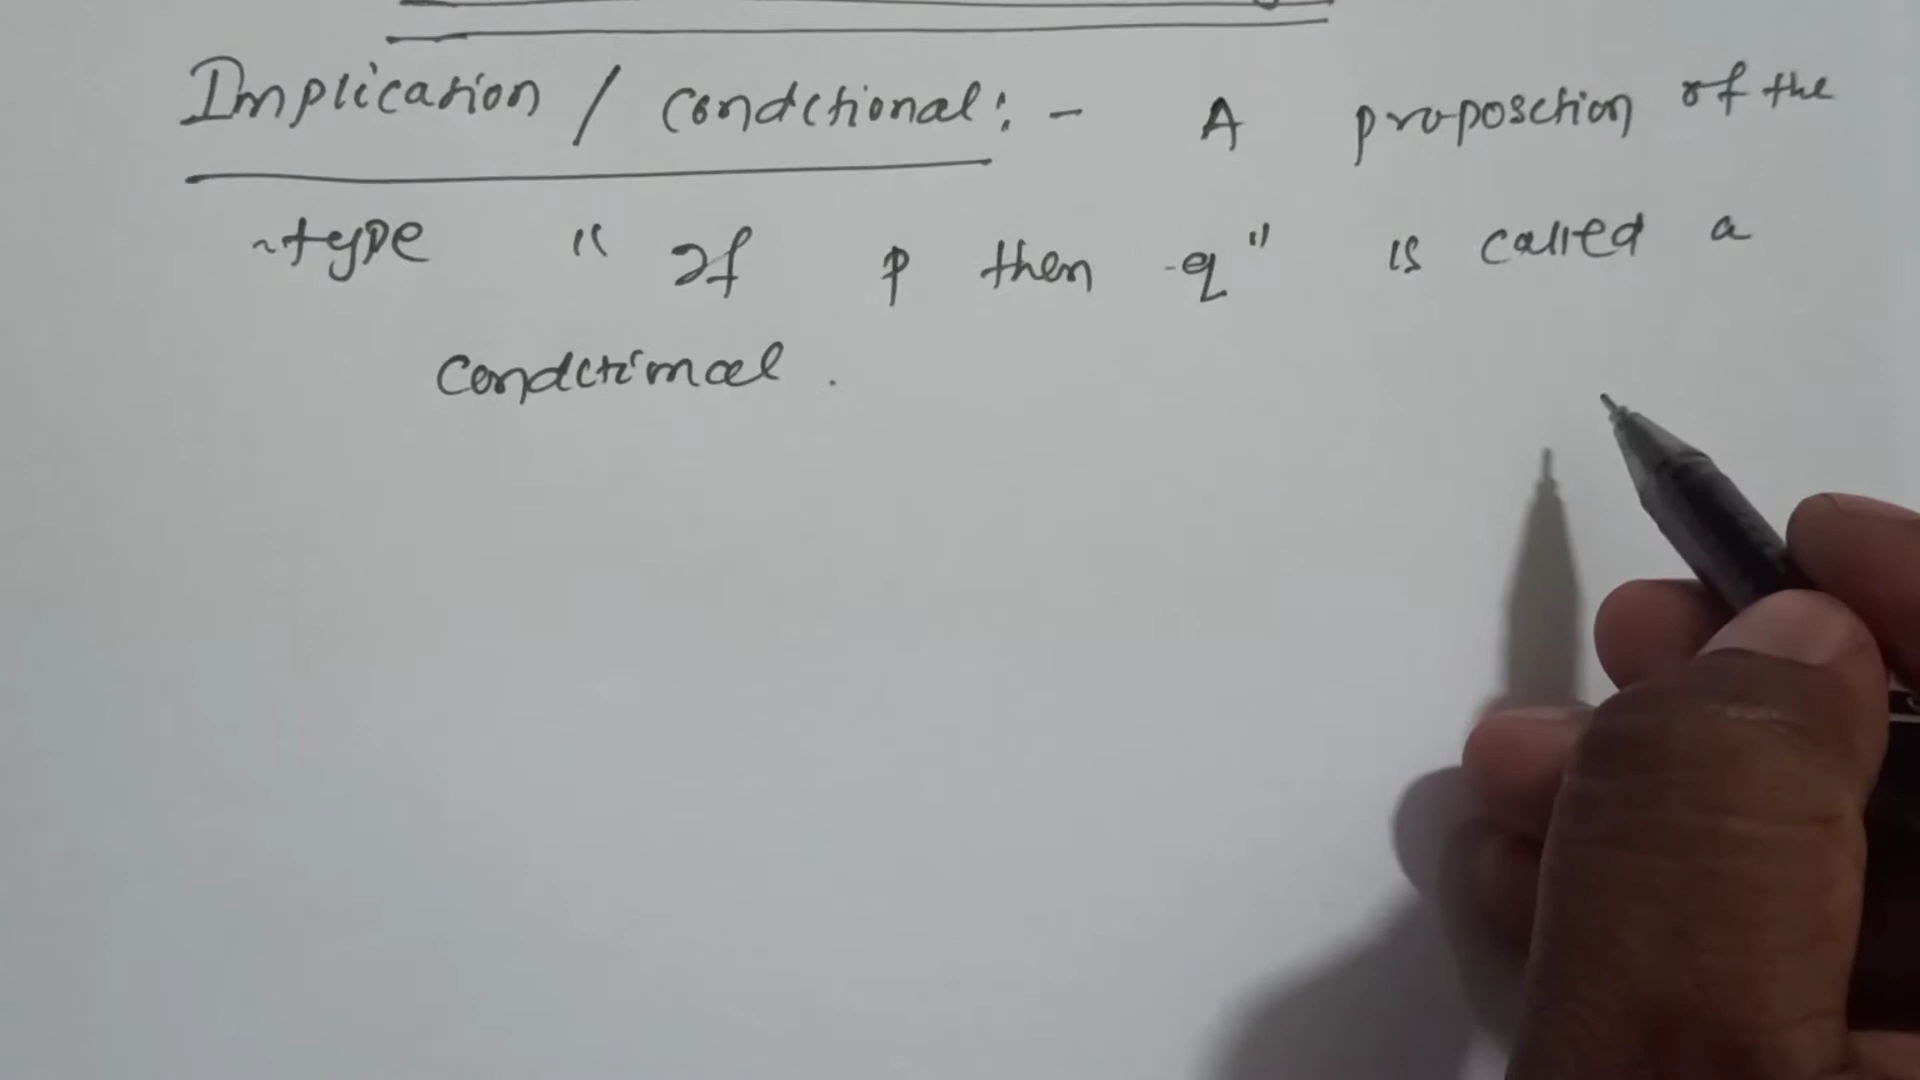 Implication / conditional :- A proposition of the
type " If p then q " is called a
conditional .